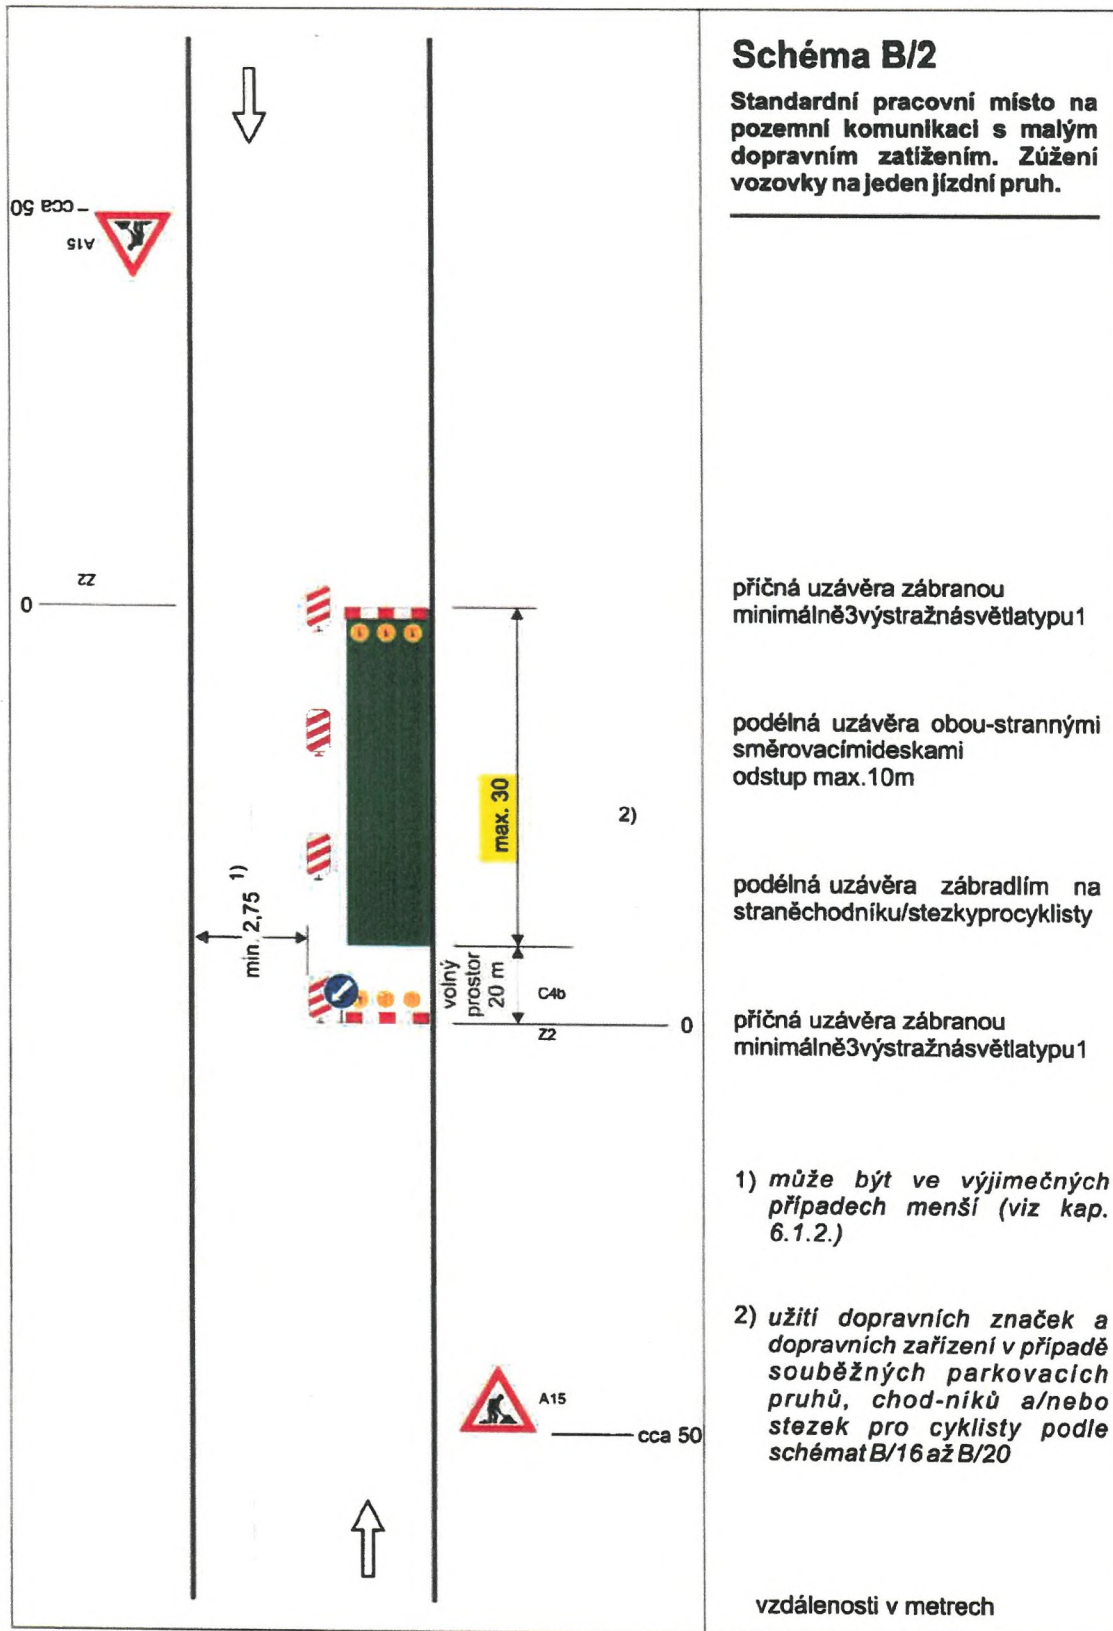 Schéma B/2
Standardní pracovní místo na
pozemní komunikaci s malým
dopravním zatížením. Zúžení
vozovky na jeden jízdní pruh.
cca 50
A15
Z2
0
příčná uzávěra zábranou
minimálně3výstražnásvětlatypu1
podélná uzávěra obou-strannými
směrovacímideskami
odstup max.10m
max. 30
2)
podélná uzávěra zábradlím na
straněchodníku/stezkyprocyklisty
min. 2,75 1)
volný
prostor
20 m
C4b
Z2
0
příčná uzávěra zábranou
minimálně3výstražnásvětlatypu1
1) může být ve výjimečných
případech menší (viz kap.
6.1.2.)
2) užití dopravních značek a
dopravních zařízení v případě
souběžných parkovacích
pruhů, chod-níků a/nebo
stezek pro cyklisty podle
schémat B/16 až B/20
A15
cca 50
vzdálenosti v metrech